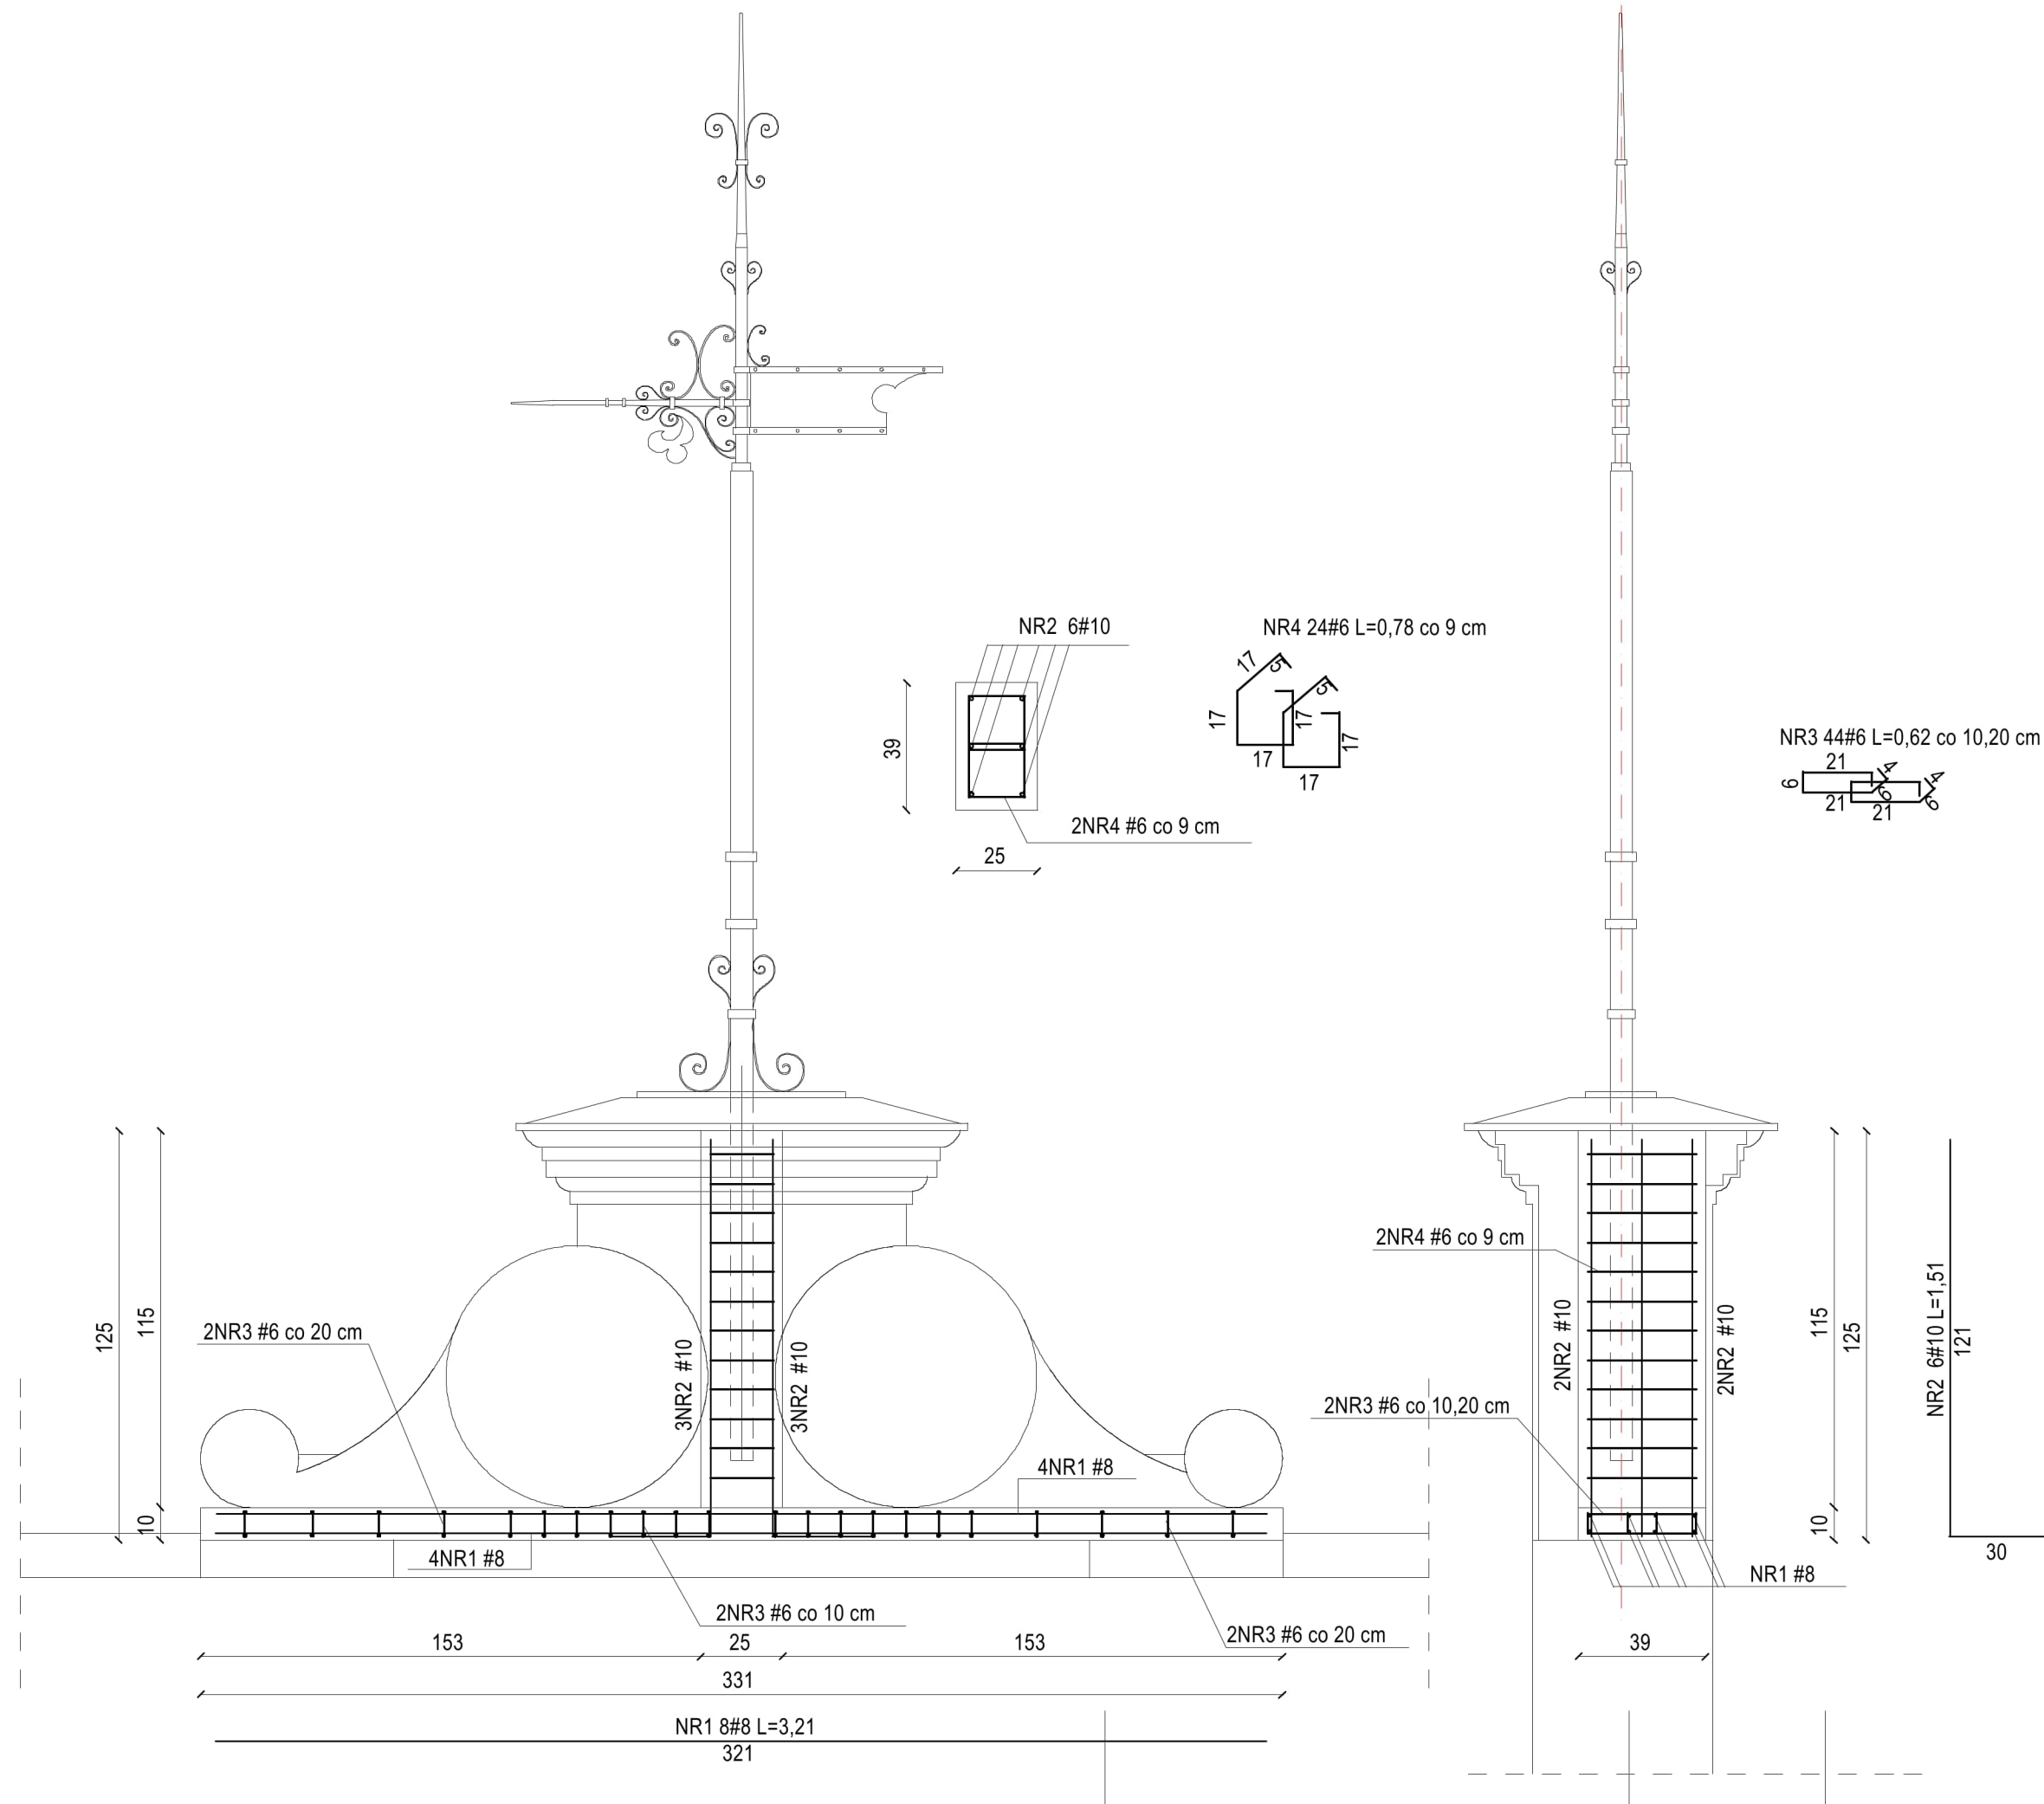 NR2 6#10
NR4 24#6 L=0,78 co 9 cm
17
5
5
17
17
17
17
17
39
2NR4 #6 co 9 cm
25
NR3 44#6 L=0,62 co 10,20 cm
21
4
4
6
21
6
21
6
2NR4 #6 co 9 cm
125
115
2NR3 #6 co 20 cm
3NR2 #10
3NR2 #10
2NR2 #10
2NR2 #10
115
125
NR2 6#10 L=1,51
121
2NR3 #6 co 10,20 cm
4NR1 #8
10
10
4NR1 #8
30
NR1 #8
2NR3 #6 co 10 cm
2NR3 #6 co 20 cm
153
25
153
39
331
NR1 8#8 L=3,21
321